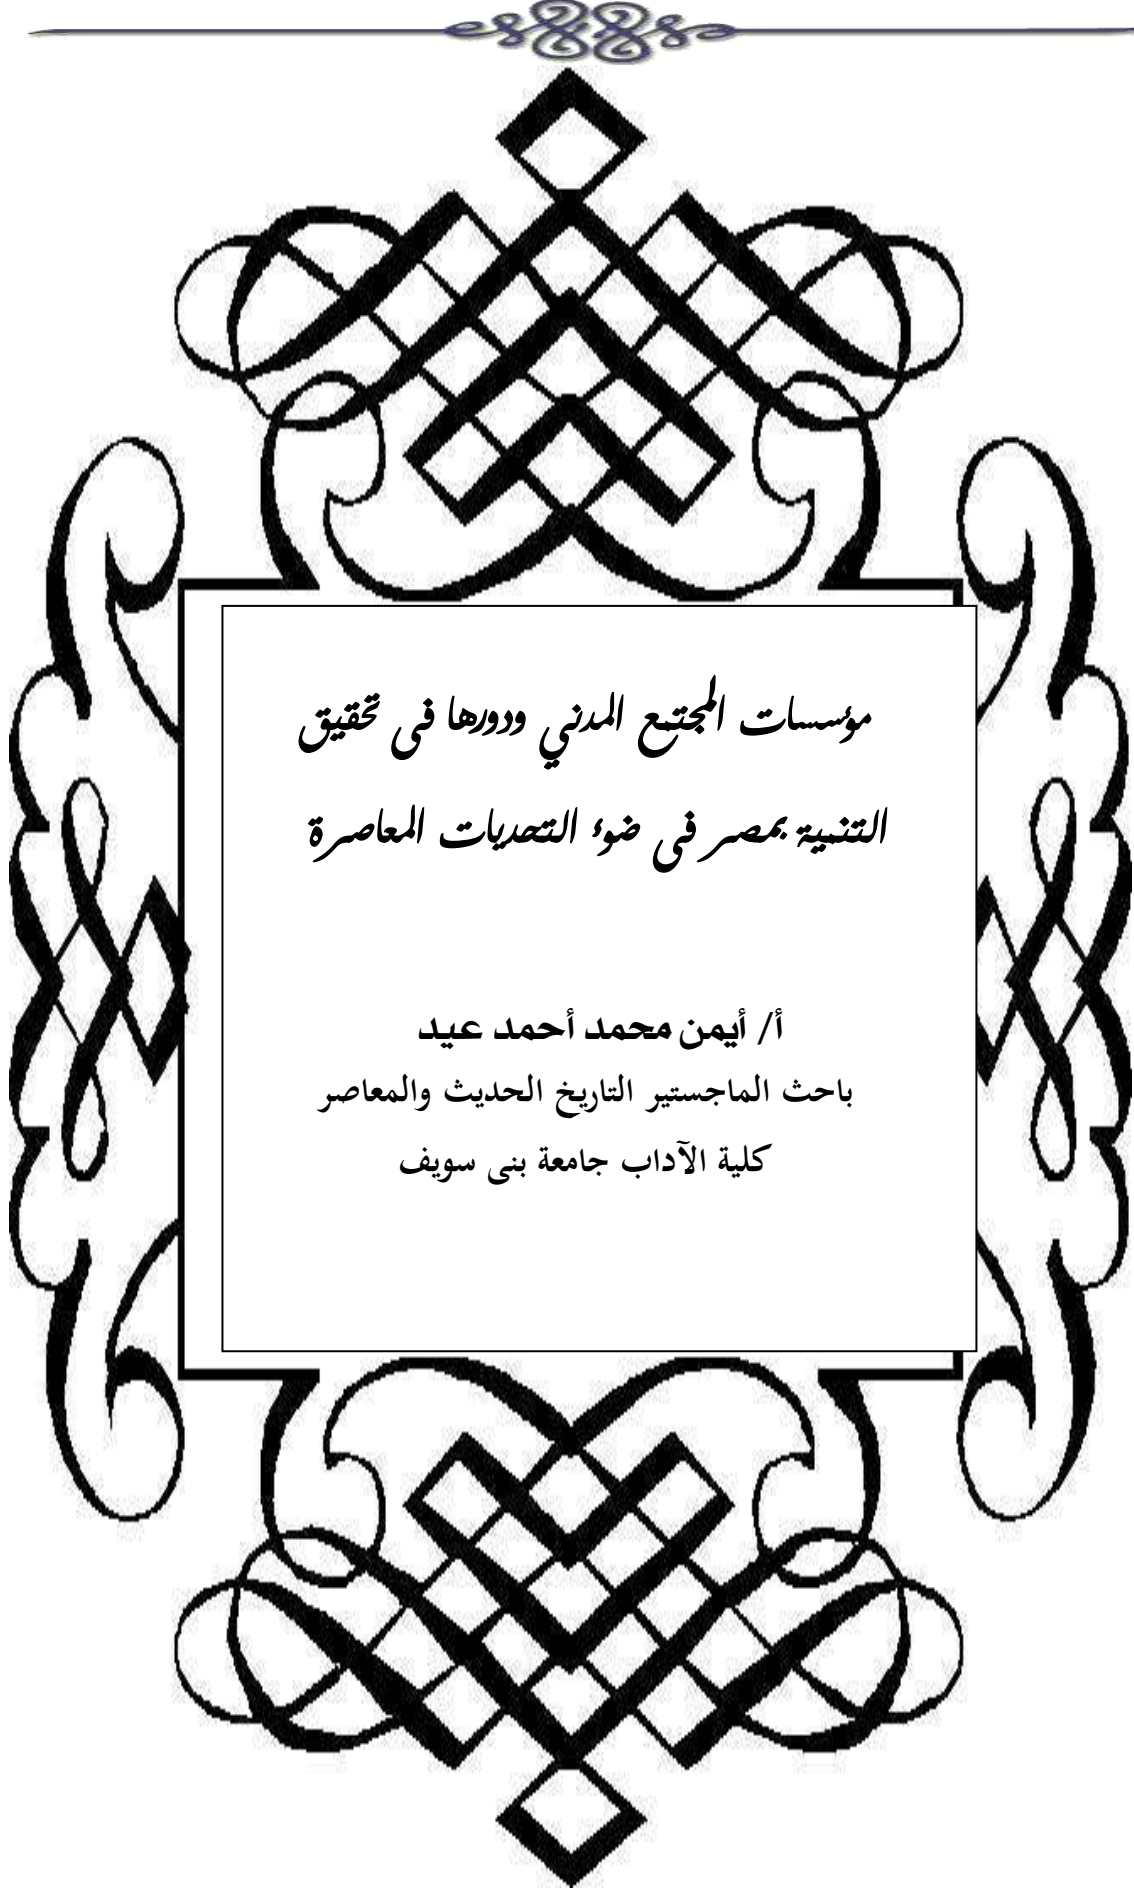 مؤسسات المجتمع المدني ودورها فى تحقيق
التنمية بمصر فى ضوء التحديات المعاصرة
أ/ أيمن محمد أحمد عيد
باحث الماجستير التاريخ الحديث والمعاصر
كلية الآداب جامعة بنى سويف